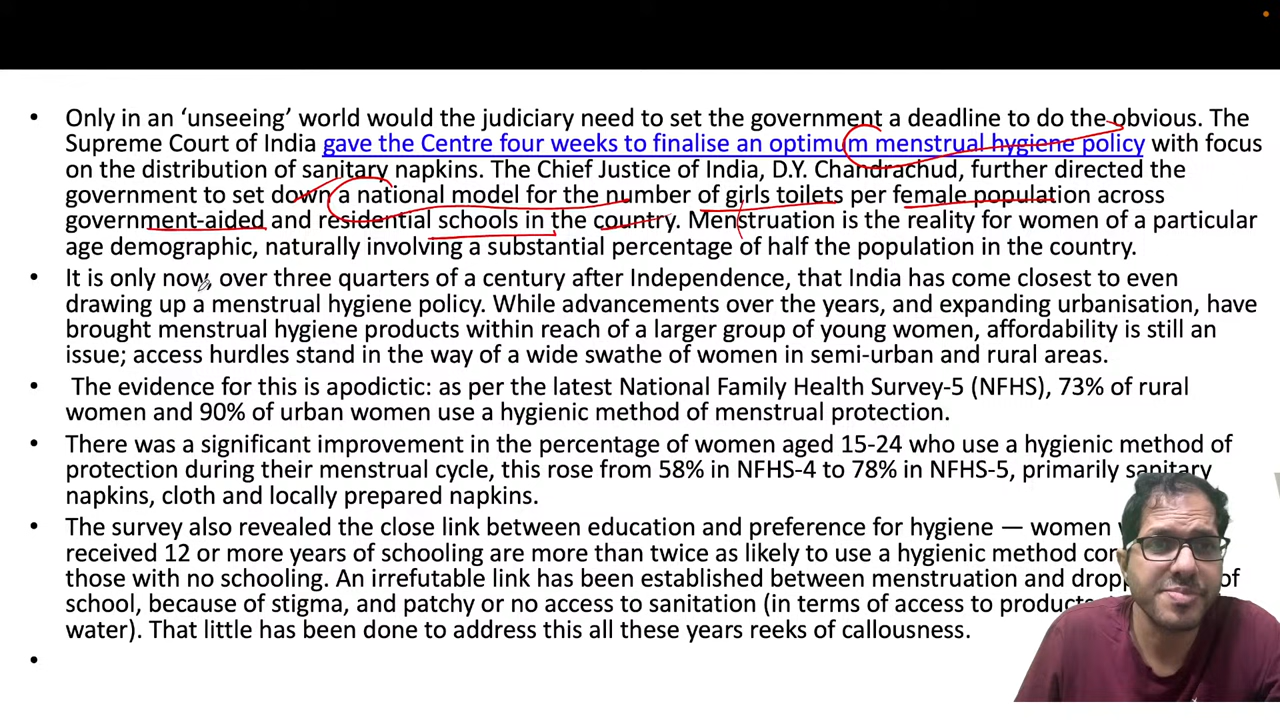 • Only in an ‘unseeing’ world would the judiciary need to set the government a deadline to do the obvious. The
Supreme Court of India gave the Centre four weeks to finalise an optimum menstrual hygiene policy with focus
on the distribution of sanitary napkins. The Chief Justice of India, D.Y. Chandrachud, further directed the
government to set down a national model for the number of girls toilets per female population across
government-aided and residential schools in the country. Menstruation is the reality for women of a particular
age demographic, naturally involving a substantial percentage of half the population in the country.
• It is only now, over three quarters of a century after Independence, that India has come closest to even
drawing up a menstrual hygiene policy. While advancements over the years, and expanding urbanisation, have
brought menstrual hygiene products within reach of a larger group of young women, affordability is still an
issue; access hurdles stand in the way of a wide swathe of women in semi-urban and rural areas.
• The evidence for this is apodictic: as per the latest National Family Health Survey-5 (NFHS), 73% of rural
women and 90% of urban women use a hygienic method of menstrual protection.
• There was a significant improvement in the percentage of women aged 15-24 who use a hygienic method of
protection during their menstrual cycle, this rose from 58% in NFHS-4 to 78% in NFHS-5, primarily sanitary
napkins, cloth and locally prepared napkins.
• The survey also revealed the close link between education and preference for hygiene — women
received 12 or more years of schooling are more than twice as likely to use a hygienic method
those with no schooling. An irrefutable link has been established between menstruation and of
school, because of stigma, and patchy or no access to sanitation (in terms of access to
water). That little has been done to address this all these years reeks of callousness.
•